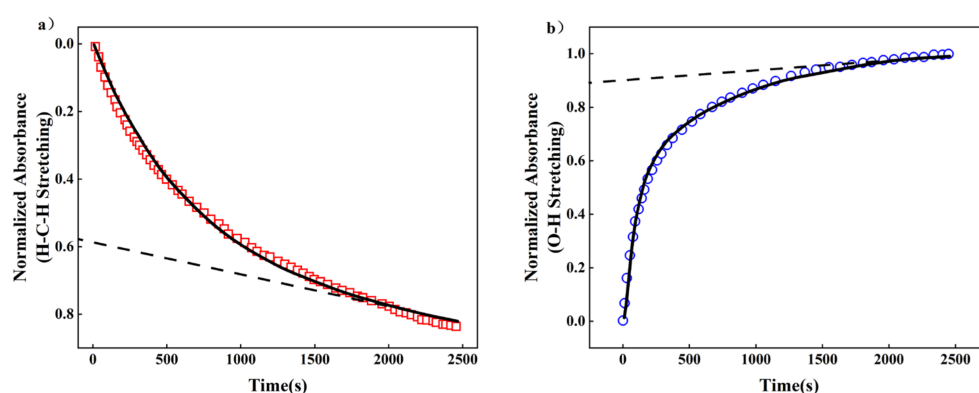 a）
Normalized Absorbance
(H-C-H Stretching)
0.0
0.2
0.4
0.6
0.8
0
500
1000
1500
2000
2500
Time(s)
b）
Normalized Absorbance
(O-H Stretching)
1.0
0.8
0.6
0.4
0.2
0.0
0
500
1000
1500
2000
2500
Time(s)